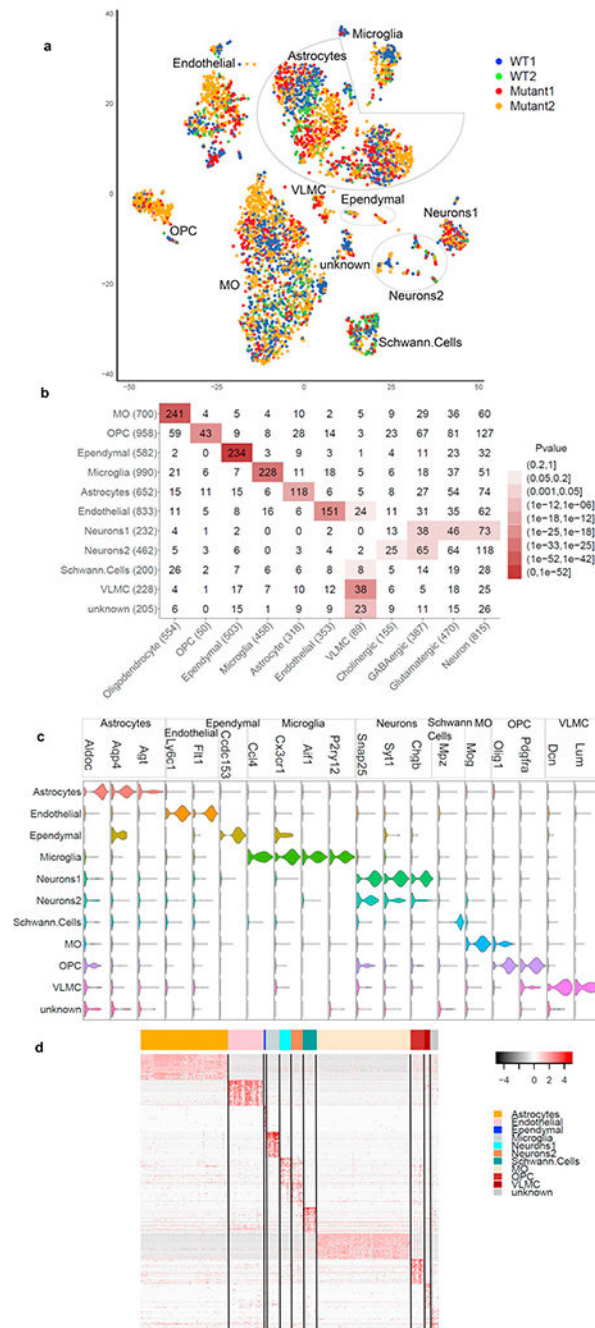 a
Microglia
Astrocytes
Endothelial
WT1
WT2
Mutant1
Mutant2
40
20
0
−20
−40
VLMC
Ependymal
Neurons1
OPC
unknown
MO
Neurons2
Schwann.Cells
−50
−25
0
25
50
b
MO (700) 241 4 5 4 10 2 5 9 29 36 60
OPC (958) 59 43 9 8 28 14 3 23 67 81 127
Ependymal (582) 2 0 234 3 9 3 1 4 11 23 32
Microglia (990) 21 6 7 228 11 18 5 6 18 37 51
Astrocytes (652) 15 11 15 6 118 6 5 8 27 54 74
Endothelial (833) 11 5 8 16 6 151 24 11 31 35 62
Neurons1 (232) 4 1 2 0 2 0 0 13 38 46 73
Neurons2 (462) 5 3 6 0 3 4 2 25 65 64 118
Schwann.Cells (200) 26 2 7 6 6 8 8 5 14 19 28
VLMC (228) 4 1 17 7 10 12 38 6 5 18 25
unknown (205) 6 0 15 1 9 9 23 9 11 15 26
Oligodendrocyte (554)
OPC (50)
Ependymal (503)
Microglia (458)
Astrocyte (318)
Endothelial (353)
VLMC (89)
Cholinergic (155)
GABAergic (387)
Glutamatergic (470)
Neuron (815)
Pvalue
(0.2,1]
(0.05,0.2]
(0.001,0.05]
(1e−12,1e−06]
(1e−18,1e−12]
(1e−25,1e−18]
(1e−33,1e−25]
(1e−52,1e−42]
(0,1e−52]
c
Astrocytes
Endothelial
Ependymal
Microglia
Neurons
Schwann
Cells
MO
OPC
VLMC
Aldoc
Aqp4
Agt
Ly6c1
Flt1
Ccdc153
Ccl4
Cx3cr1
Aif1
P2ry12
Snap25
Syt1
Chgb
Mpz
Mog
Olig1
Pdgfra
Dcn
Lum
Astrocytes
Endothelial
Ependymal
Microglia
Neurons1
Neurons2
Schwann.Cells
MO
OPC
VLMC
unknown
d
−4 −2 0 2 4
Astrocytes
Endothelial
Ependymal
Microglia
Neurons1
Neurons2
Schwann.Cells
MO
OPC
VLMC
unknown